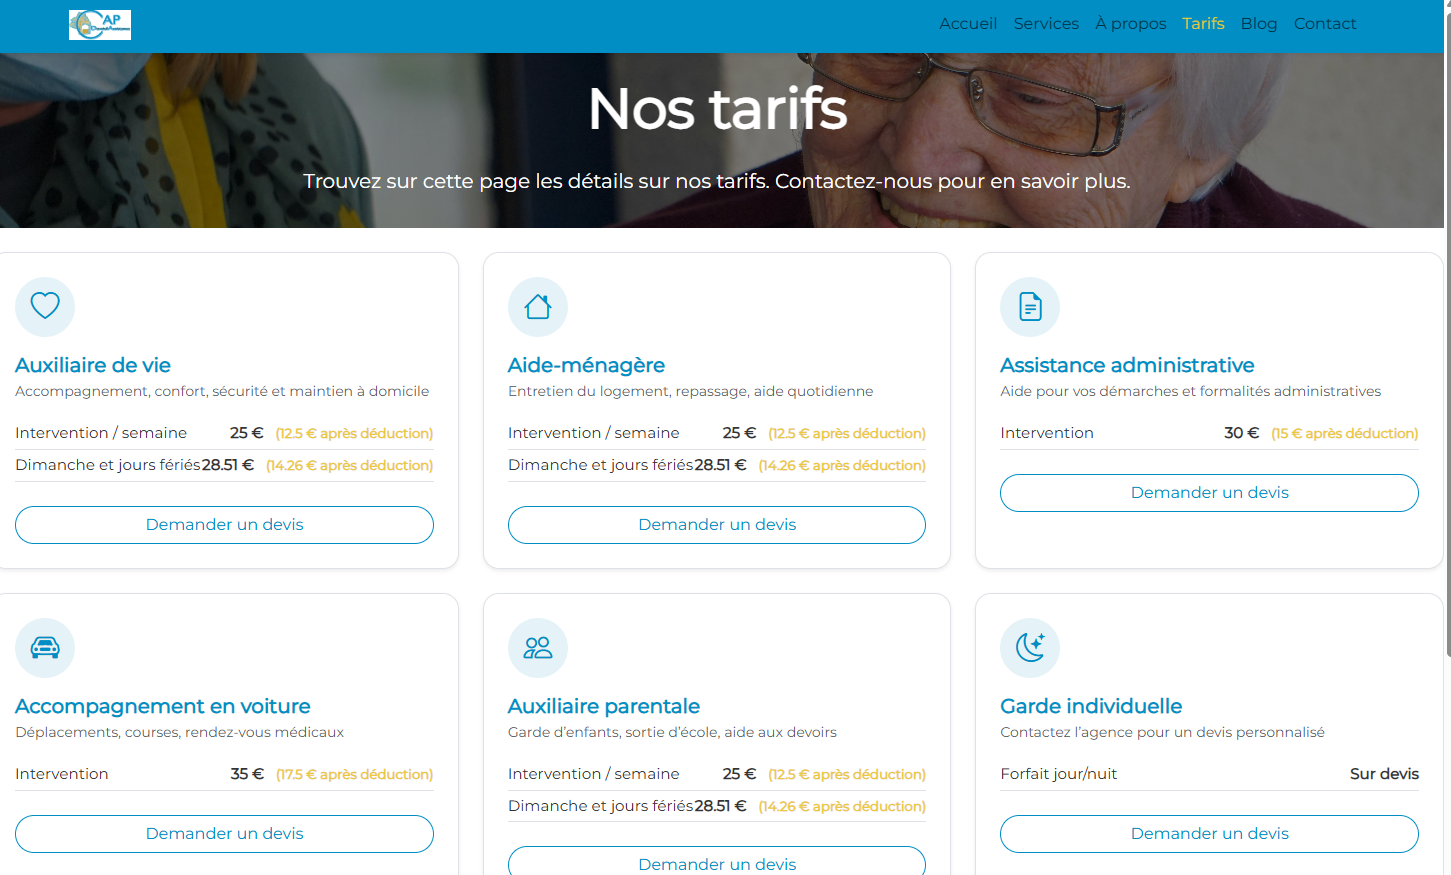 AP
Accueil Services À propos Tarifs Blog Contact
Nos tarifs
Trouvez sur cette page les détails sur nos tarifs. Contactez-nous pour en savoir plus.
Auxiliaire de vie
Accompagnement, confort, sécurité et maintien à domicile
Intervention / semaine 25 € (12.5 € après déduction)
Dimanche et jours fériés 28.51 € (14.26 € après déduction)
Demander un devis
Aide-ménagère
Entretien du logement, repassage, aide quotidienne
Intervention / semaine 25 € (12.5 € après déduction)
Dimanche et jours fériés 28.51 € (14.26 € après déduction)
Demander un devis
Assistance administrative
Aide pour vos démarches et formalités administratives
Intervention 30 € (15 € après déduction)
Demander un devis
Accompagnement en voiture
Déplacements, courses, rendez-vous médicaux
Intervention 35 € (17.5 € après déduction)
Demander un devis
Auxiliaire parentale
Garde d’enfants, sortie d’école, aide aux devoirs
Intervention / semaine 25 € (12.5 € après déduction)
Dimanche et jours fériés 28.51 € (14.26 € après déduction)
Demander un devis
Garde individuelle
Contactez l’agence pour un devis personnalisé
Forfait jour/nuit Sur devis
Demander un devis